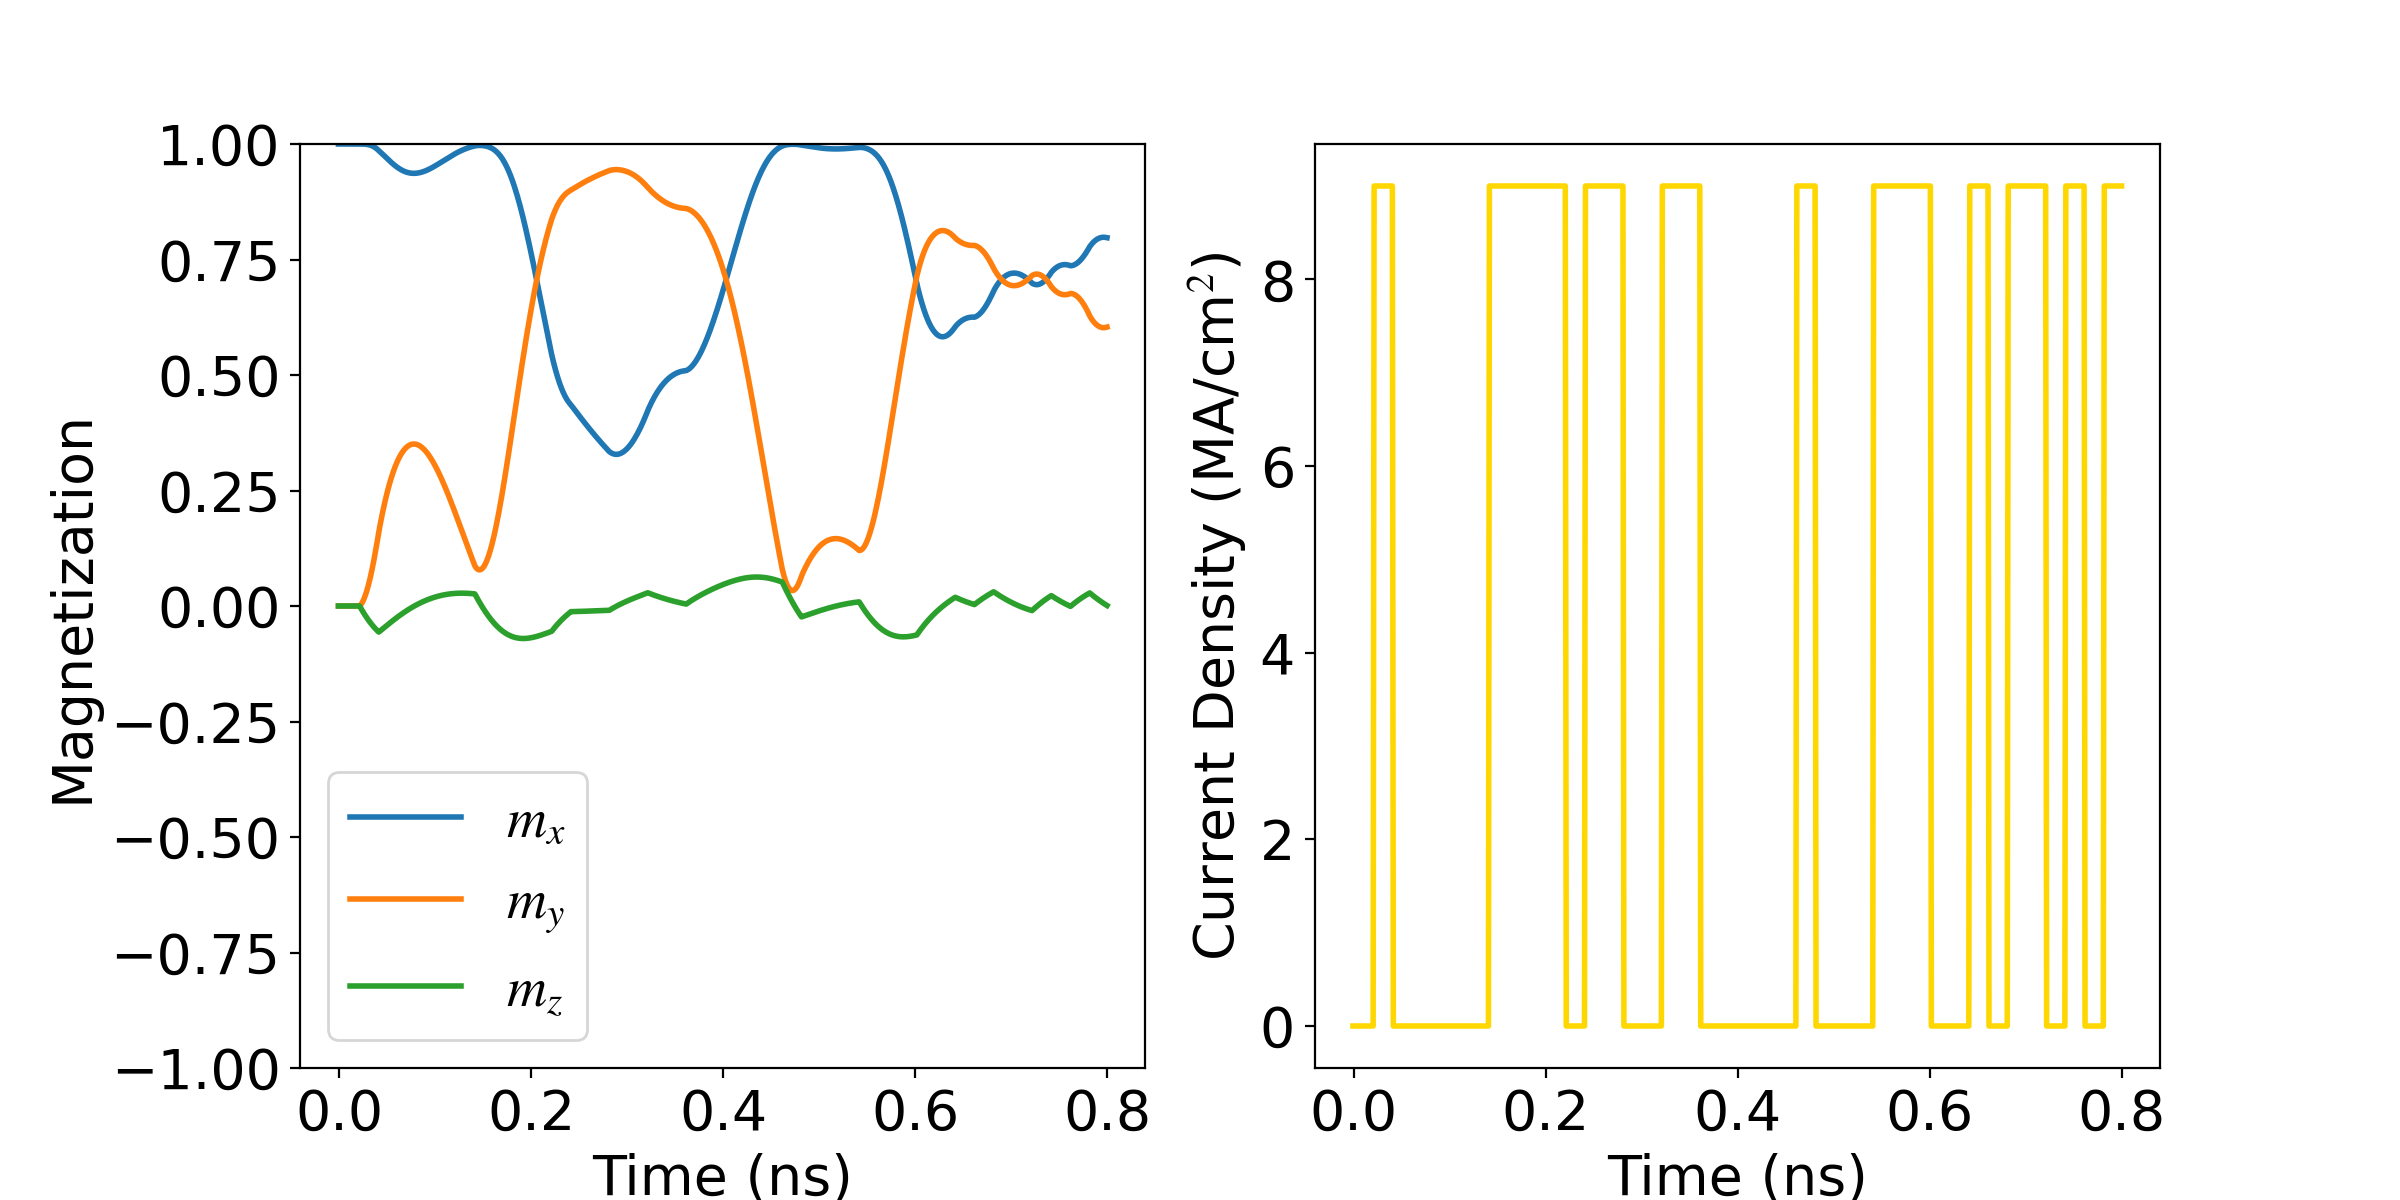 1.00
0.75
0.50
0.25
0.00
−0.25
−0.50
−0.75
−1.00
Magnetization
m_x
m_y
m_z
0.0 0.2 0.4 0.6 0.8
Time (ns)
8
6
4
2
0
Current Density (MA/cm²)
0.0 0.2 0.4 0.6 0.8
Time (ns)